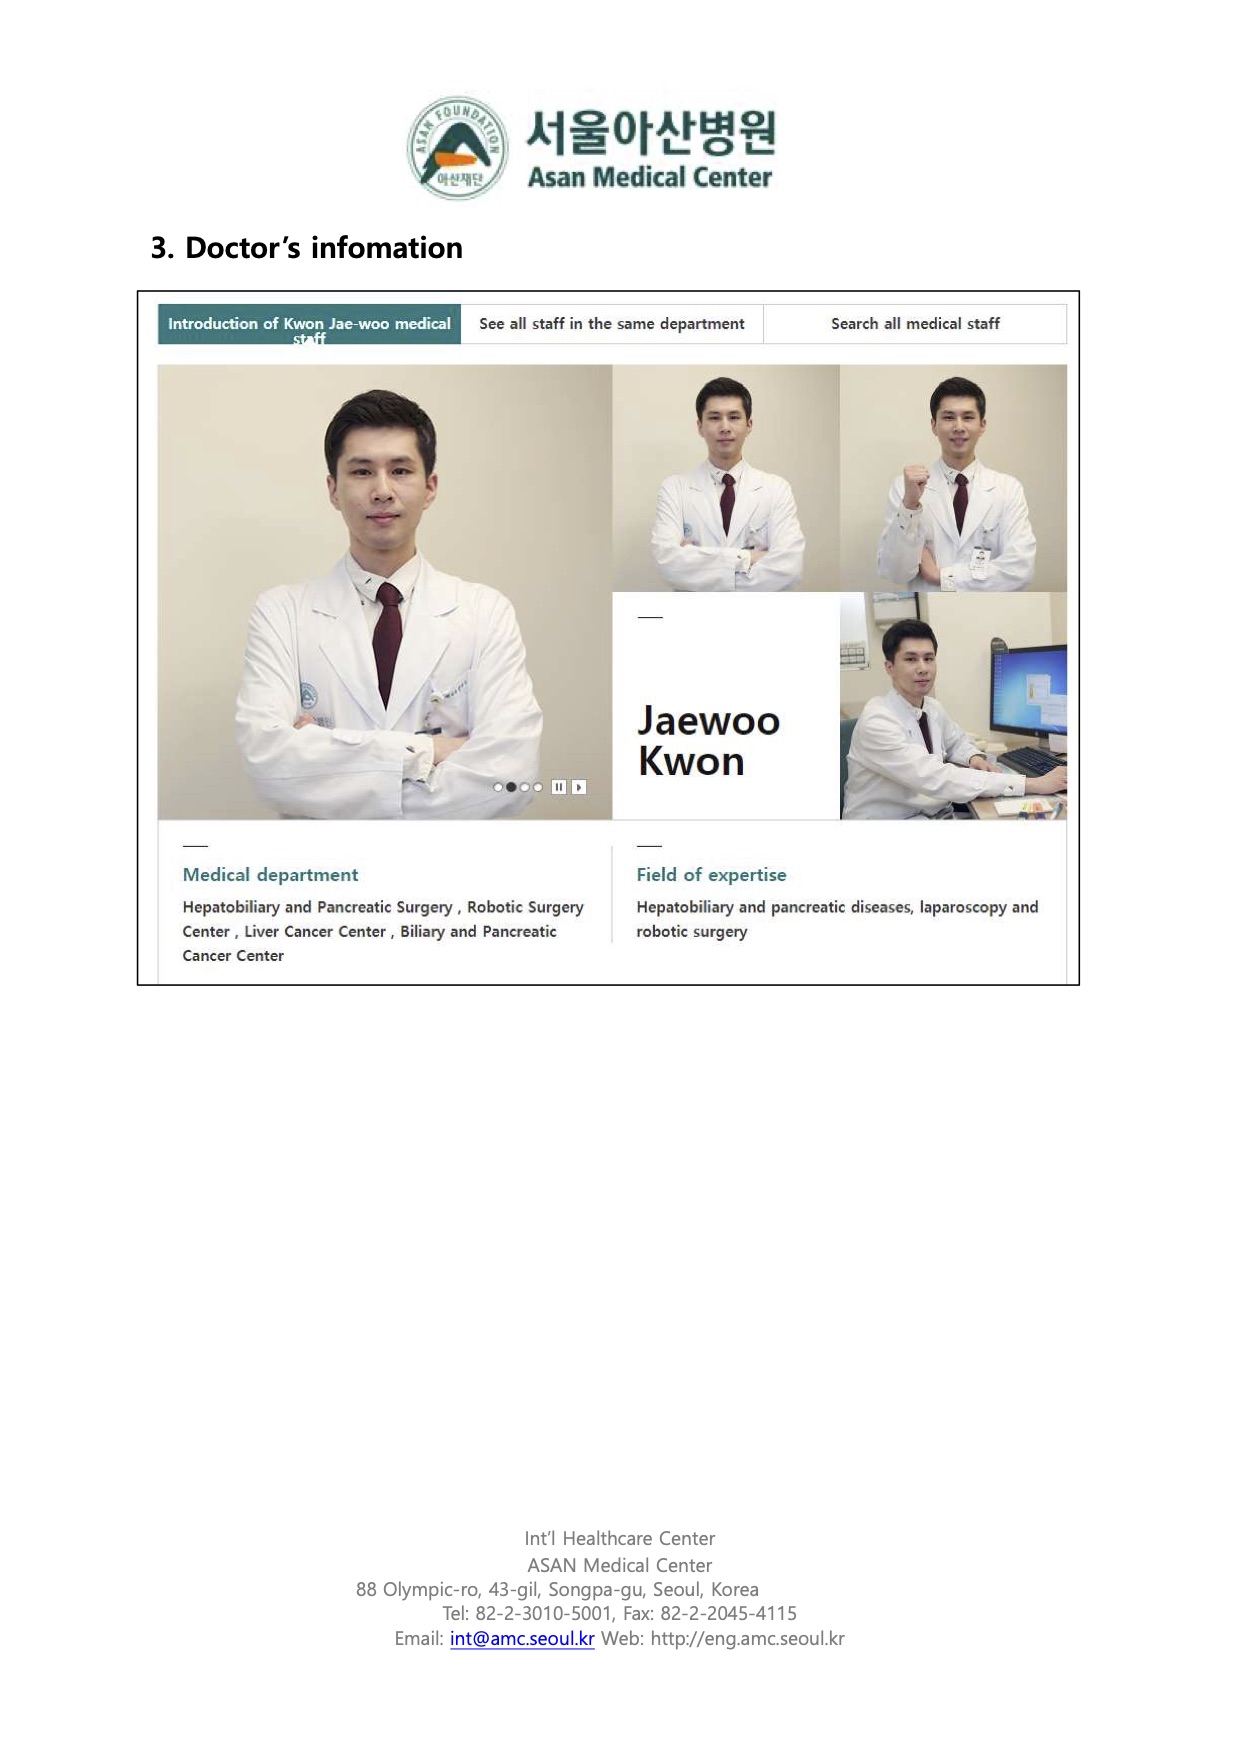 ASAN FOUNDATION
아산재단
서울아산병원
Asan Medical Center
3. Doctor’s infomation
Introduction of Kwon Jae-woo medical
staff
See all staff in the same department
Search all medical staff
Jaewoo
Kwon
Medical department
Hepatobiliary and Pancreatic Surgery , Robotic Surgery
Center , Liver Cancer Center , Biliary and Pancreatic
Cancer Center
Field of expertise
Hepatobiliary and pancreatic diseases, laparoscopy and
robotic surgery
Int’l Healthcare Center
ASAN Medical Center
88 Olympic-ro, 43-gil, Songpa-gu, Seoul, Korea
Tel: 82-2-3010-5001, Fax: 82-2-2045-4115
Email: int@amc.seoul.kr Web: http://eng.amc.seoul.kr